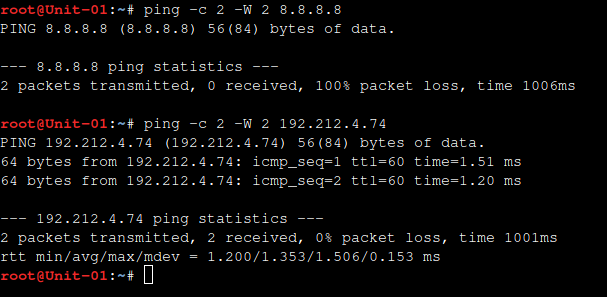 root@Unit-01:~# ping -c 2 -W 2 8.8.8.8
PING 8.8.8.8 (8.8.8.8) 56(84) bytes of data.

--- 8.8.8.8 ping statistics ---
2 packets transmitted, 0 received, 100% packet loss, time 1006ms

root@Unit-01:~# ping -c 2 -W 2 192.212.4.74
PING 192.212.4.74 (192.212.4.74) 56(84) bytes of data.
64 bytes from 192.212.4.74: icmp_seq=1 ttl=60 time=1.51 ms
64 bytes from 192.212.4.74: icmp_seq=2 ttl=60 time=1.20 ms

--- 192.212.4.74 ping statistics ---
2 packets transmitted, 2 received, 0% packet loss, time 1001ms
rtt min/avg/max/mdev = 1.200/1.353/1.506/0.153 ms
root@Unit-01:~#